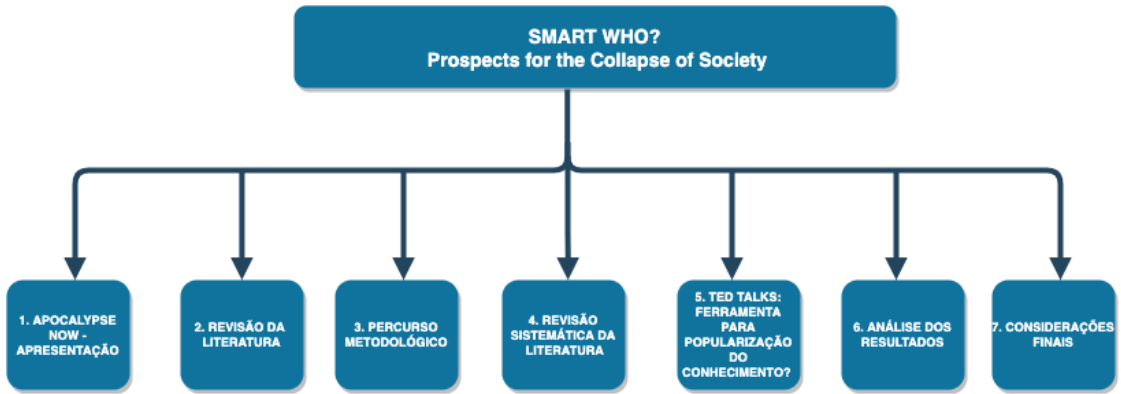 SMART WHO?
Prospects for the Collapse of Society
1. APOCALYPSE
NOW -
APRESENTAÇÃO
2. REVISÃO DA
LITERATURA
3. PERCURSO
METODOLÓGICO
4. REVISÃO
SISTEMÁTICA DA
LITERATURA
5. TED TALKS:
FERRAMENTA
PARA
POPULARIZAÇÃO
DO
CONHECIMENTO?
6. ANÁLISE DOS
RESULTADOS
7. CONSIDERAÇÕES
FINAIS